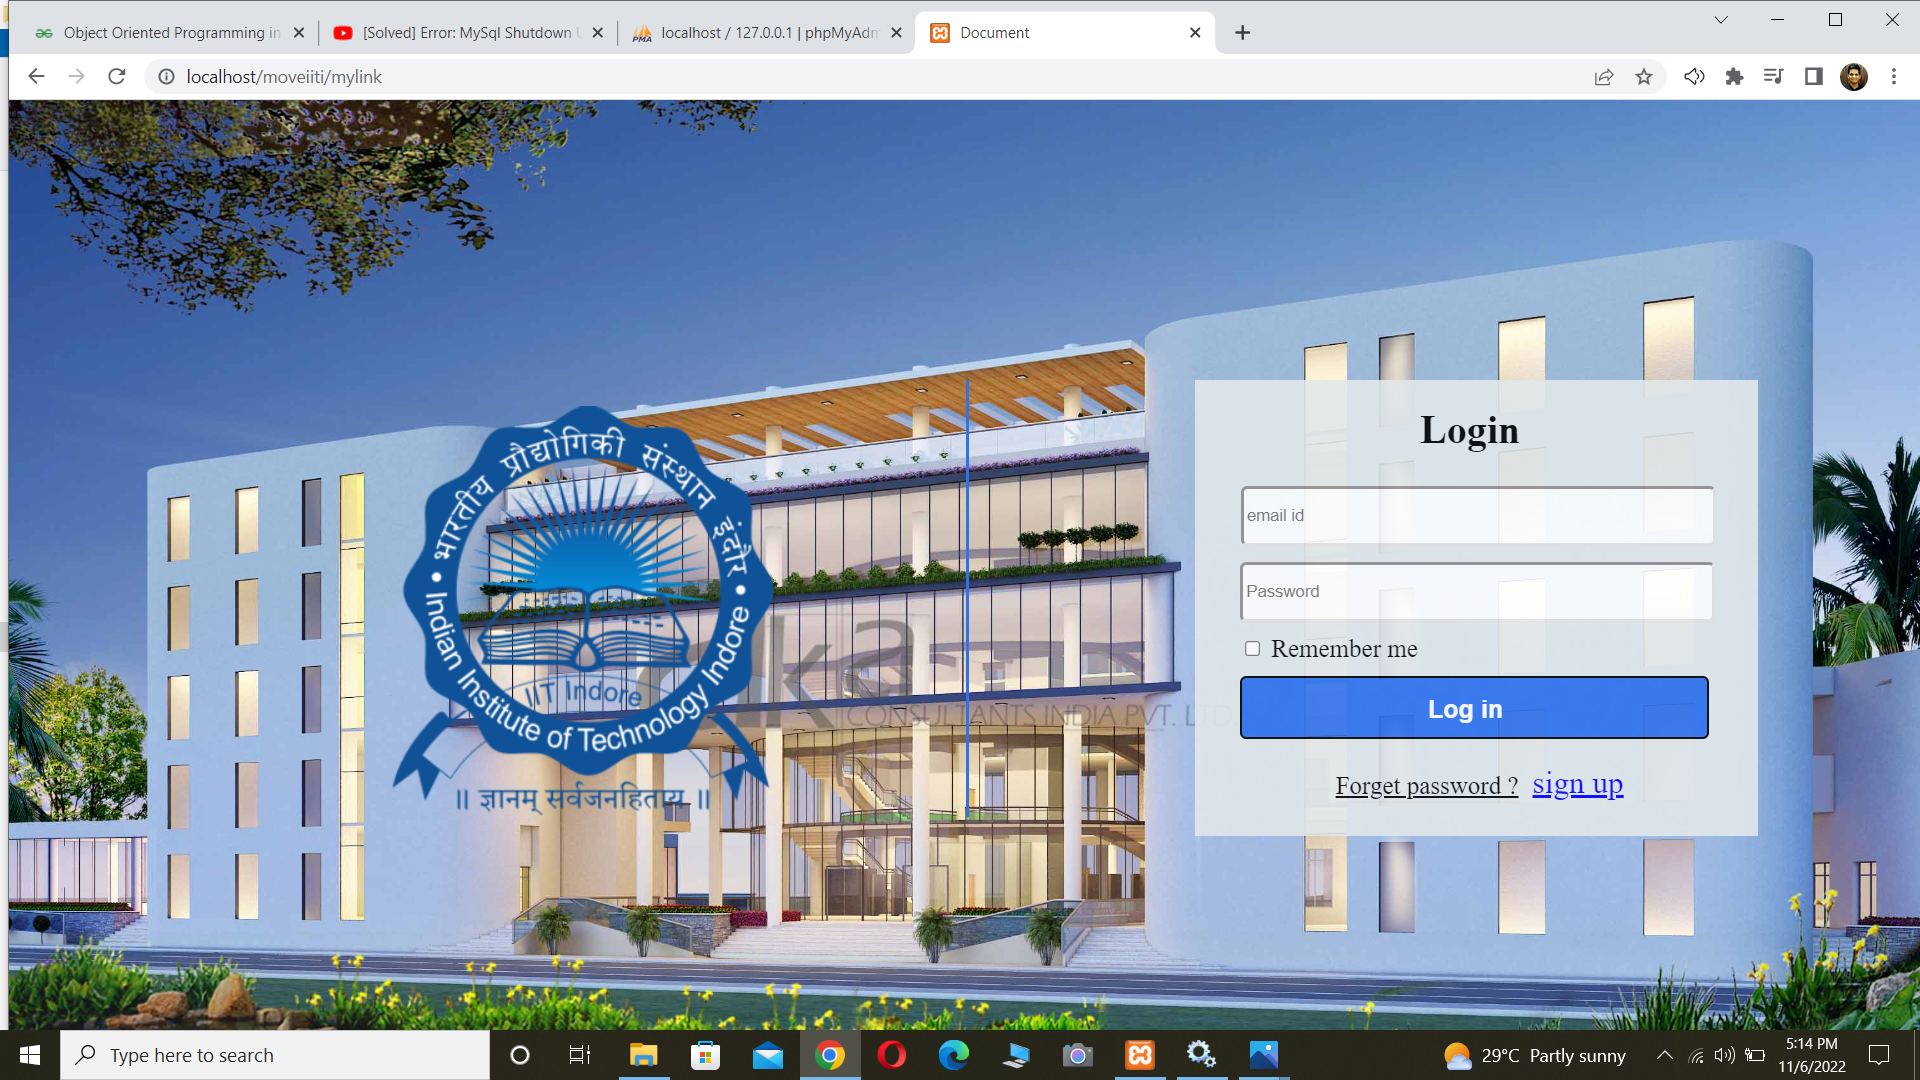 Object Oriented Programming in
[Solved] Error: MySql Shutdown U
PMA
localhost / 127.0.0.1 | phpMyAdm
Document
localhost/moveiiti/mylink
भारतीय प्रौद्योगिकी संस्थान इंदौर
Indian Institute of Technology Indore
IIT Indore
॥ ज्ञानम् सर्वजनहिताय ॥
CONSULTANTS INDIA PVT. LTD
Login
email id
Password
Remember me
Log in
Forget password ? sign up
Type here to search
29°C Partly sunny
5:14 PM
11/6/2022